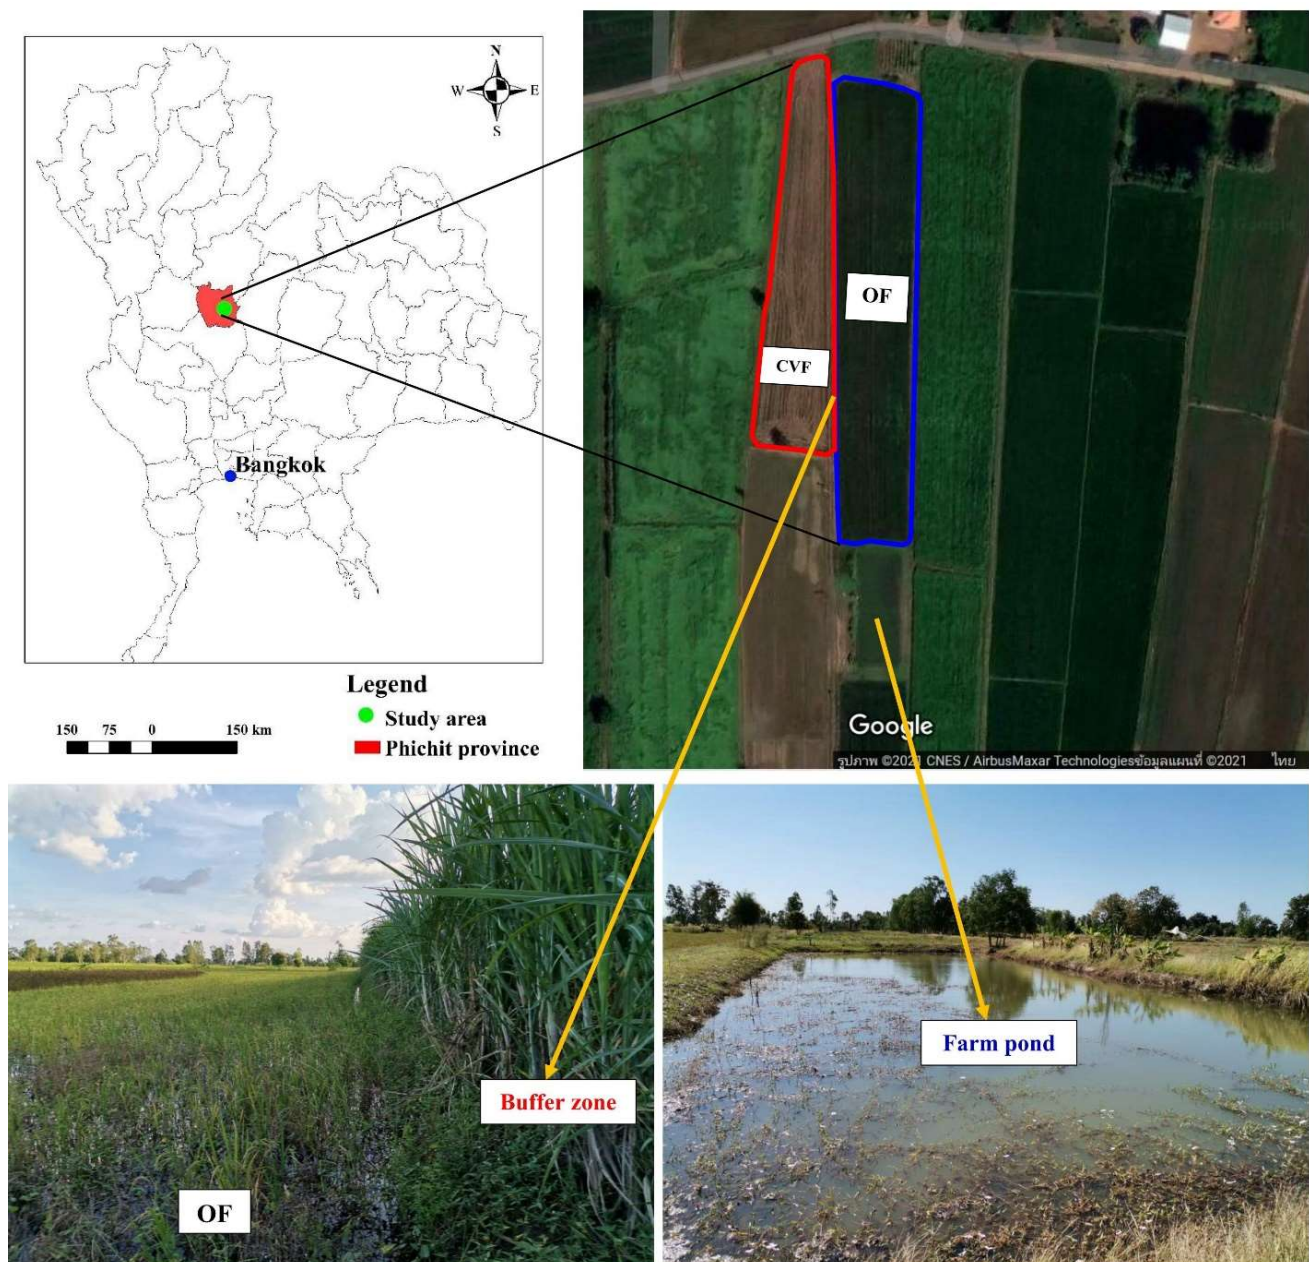 N
W
E
S
Bangkok
Legend
Study area
Phichit province
150 75 0 150 km
OF
CVF
Google
รูปภาพ ©2021 CNES / AirbusMaxar Technologiesข้อมูลแผนที่ ©2021 ไทย
Buffer zone
OF
Farm pond